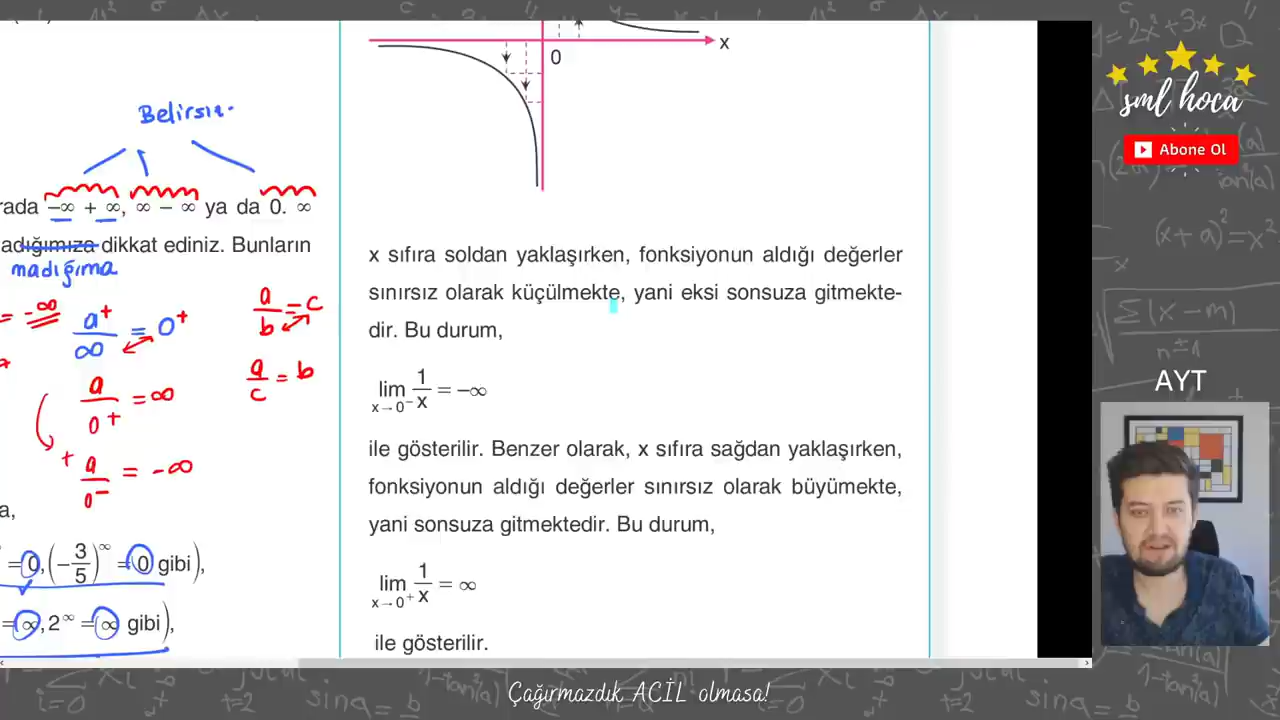 Belirsiz.
rada −∞ + ∞, ∞ − ∞ ya da 0. ∞
adığımıza dikkat ediniz. Bunların
madığıma
= −∞
a⁺/∞ = 0⁺
a/b = c
a/0⁺ = ∞
a/c = b
+ a/0⁻ = −∞
a,
= 0, (−3/5)^∞ = 0 gibi),
= ∞, 2^∞ = ∞ gibi),
x
0
x sıfıra soldan yaklaşırken, fonksiyonun aldığı değerler
sınırsız olarak küçülmekte, yani eksi sonsuza gitmekte-
dir. Bu durum,
lim x→0⁻ 1/x = −∞
ile gösterilir. Benzer olarak, x sıfıra sağdan yaklaşırken,
fonksiyonun aldığı değerler sınırsız olarak büyümekte,
yani sonsuza gitmektedir. Bu durum,
lim x→0⁺ 1/x = ∞
ile gösterilir.
sml hoca
Abone Ol
AYT
Çağırmazdık ACİL olmasa!